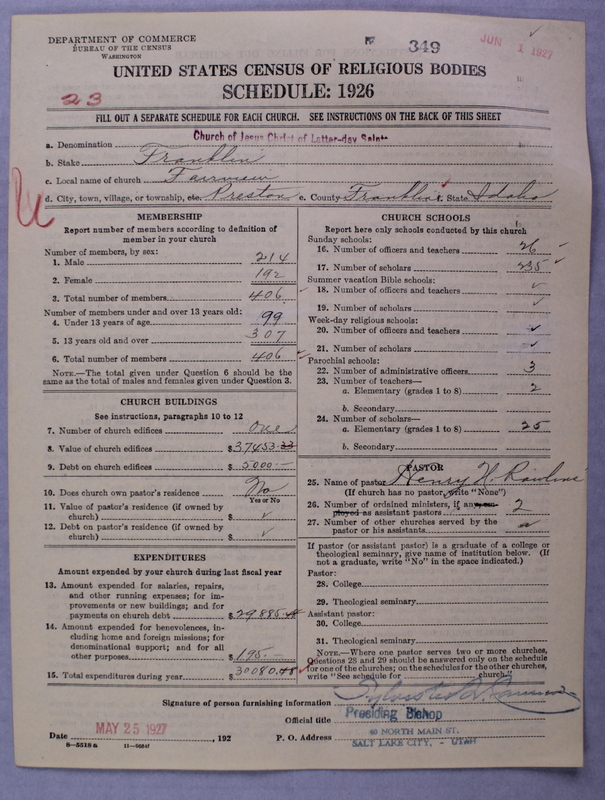 DEPARTMENT OF COMMERCE
BUREAU OF THE CENSUS
WASHINGTON
349
JUN 1 1927
UNITED STATES CENSUS OF RELIGIOUS BODIES
SCHEDULE: 1926
23
FILL OUT A SEPARATE SCHEDULE FOR EACH CHURCH. SEE INSTRUCTIONS ON THE BACK OF THIS SHEET
a. Denomination Church of Jesus Christ of Latter-day Saints
b. Stake Franklin
c. Local name of church Fairview
d. City, town, village, or township, etc. Preston e. County Franklin f. State Idaho
MEMBERSHIP
Report number of members according to definition of
member in your church
Number of members, by sex:
1. Male 214
2. Female 192
3. Total number of members 406
Number of members under and over 13 years old:
4. Under 13 years of age 99
5. 13 years old and over 307
6. Total number of members 406
NOTE.—The total given under Question 6 should be the
same as the total of males and females given under Question 3.
CHURCH BUILDINGS
See instructions, paragraphs 10 to 12
7. Number of church edifices One
8. Value of church edifices $37453.33
9. Debt on church edifices $5000.—
10. Does church own pastor's residence? No
Yes or No
11. Value of pastor's residence (if owned by
church) $ ✓
12. Debt on pastor's residence (if owned by
church) $ ✓
EXPENDITURES
Amount expended by your church during last fiscal year
13. Amount expended for salaries, repairs,
and other running expenses; for im-
provements or new buildings; and for
payments on church debt $29885.48
14. Amount expended for benevolences, in-
cluding home and foreign missions; for
denominational support; and for all
other purposes $195.—
15. Total expenditures during year $30080.48
CHURCH SCHOOLS
Report here only schools conducted by this church
Sunday schools:
16. Number of officers and teachers 26
17. Number of scholars 235
Summer vacation Bible schools:
18. Number of officers and teachers ✓
19. Number of scholars ✓
Week-day religious schools:
20. Number of officers and teachers ✓
21. Number of scholars ✓
Parochial schools:
22. Number of administrative officers 3
23. Number of teachers—
a. Elementary (grades 1 to 8) 2
b. Secondary
24. Number of scholars—
a. Elementary (grades 1 to 8) 25
b. Secondary
PASTOR
25. Name of pastor Henry H. Rawlins
(If church has no pastor, write "None")
26. Number of ordained ministers, if any em-
ployed as assistant pastors 2
27. Number of other churches served by the
pastor or his assistants
If pastor (or assistant pastor) is a graduate of a college or
theological seminary, give name of institution below. (If
not a graduate, write "No" in the space indicated.)
Pastor:
28. College
29. Theological seminary
Assistant pastor:
30. College
31. Theological seminary
NOTE.—Where one pastor serves two or more churches,
Questions 28 and 29 should be answered only on the schedule
for one of the churches; on the schedules for the other churches,
write "See schedule for church."
Signature of person furnishing information Sylvester Q. Cannon
Official title Presiding Bishop
Date MAY 25 1927, 192 P. O. Address 40 NORTH MAIN ST.
SALT LAKE CITY, - UTAH
8—5518 a